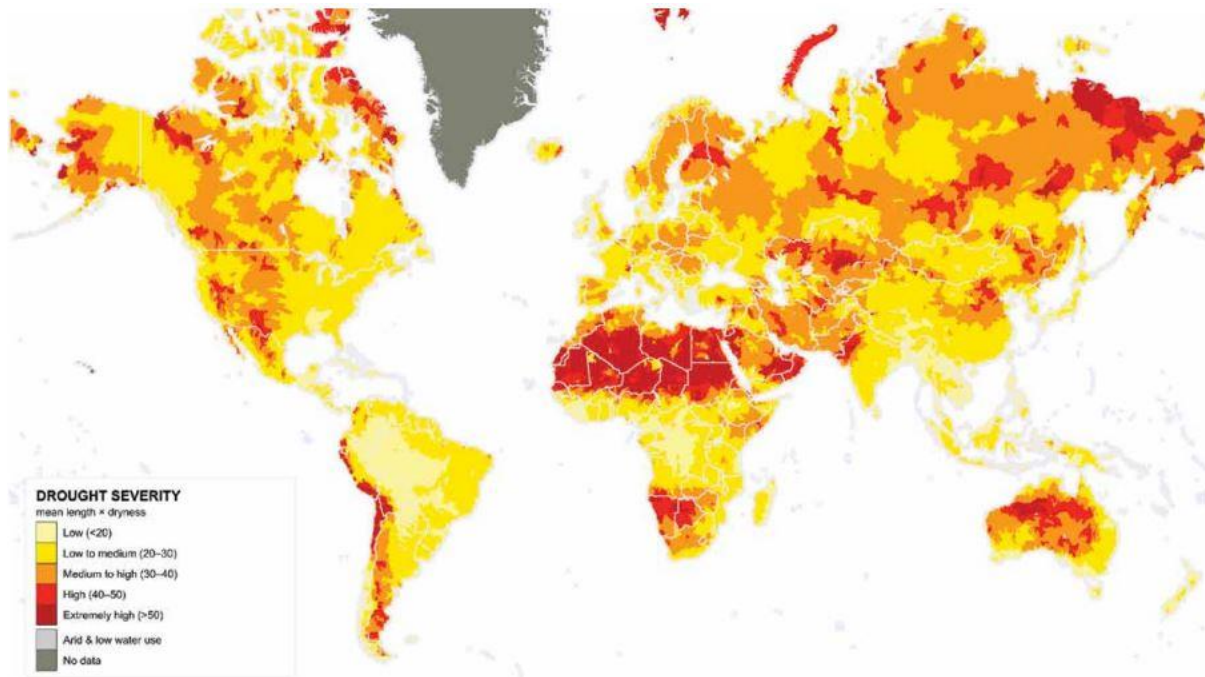 DROUGHT SEVERITY
mean length × dryness
Low (<20)
Low to medium (20–30)
Medium to high (30–40)
High (40–50)
Extremely high (>50)
Arid & low water use
No data